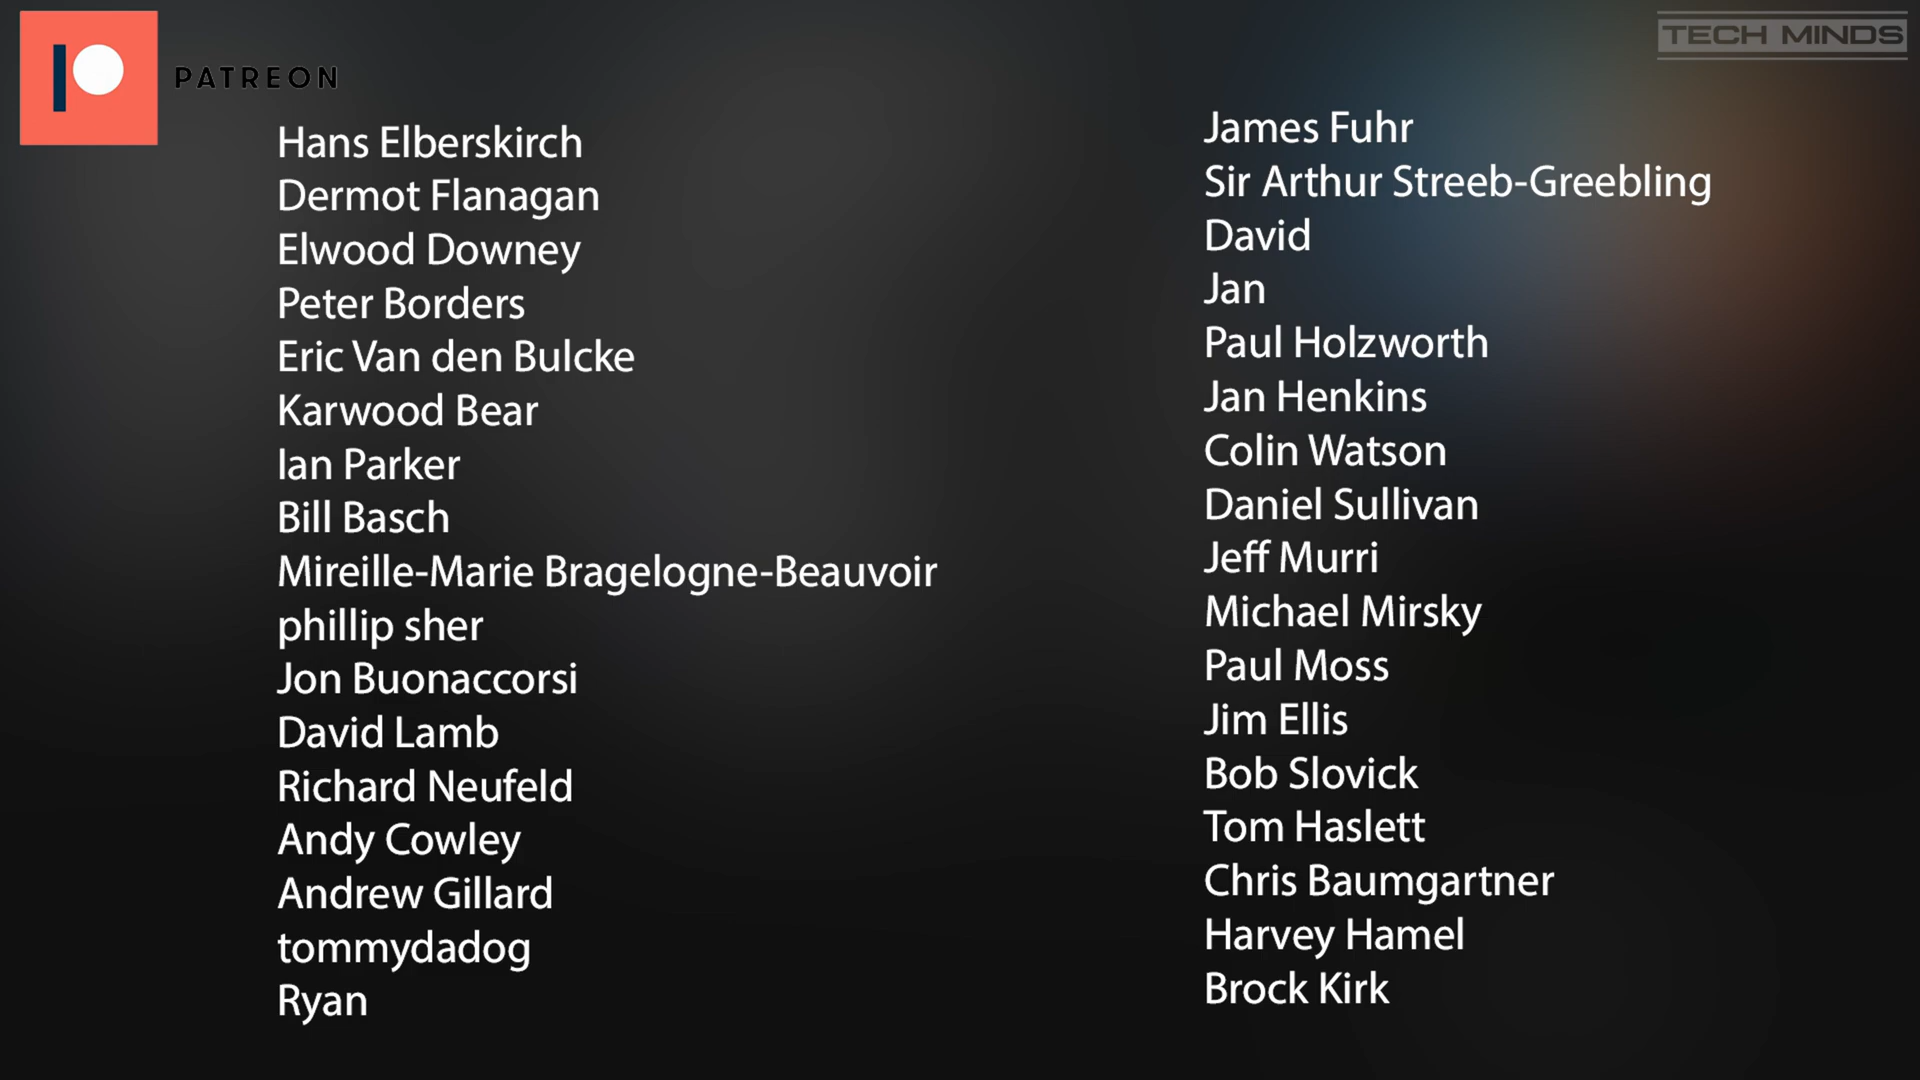 PATREON
TECH MINDS
Hans Elberskirch
Dermot Flanagan
Elwood Downey
Peter Borders
Eric Van den Bulcke
Karwood Bear
Ian Parker
Bill Basch
Mireille-Marie Bragelogne-Beauvoir
phillip sher
Jon Buonaccorsi
David Lamb
Richard Neufeld
Andy Cowley
Andrew Gillard
tommydadog
Ryan
James Fuhr
Sir Arthur Streeb-Greebling
David
Jan
Paul Holzworth
Jan Henkins
Colin Watson
Daniel Sullivan
Jeff Murri
Michael Mirsky
Paul Moss
Jim Ellis
Bob Slovick
Tom Haslett
Chris Baumgartner
Harvey Hamel
Brock Kirk